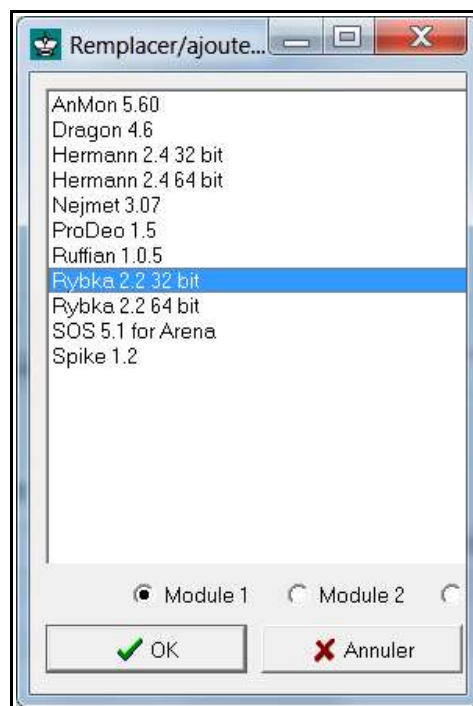 Remplacer/ajoute...
AnMon 5.60
Dragon 4.6
Hermann 2.4 32 bit
Hermann 2.4 64 bit
Nejmet 3.07
ProDeo 1.5
Ruffian 1.0.5
Rybka 2.2 32 bit
Rybka 2.2 64 bit
SOS 5.1 for Arena
Spike 1.2
Module 1 Module 2
OK Annuler